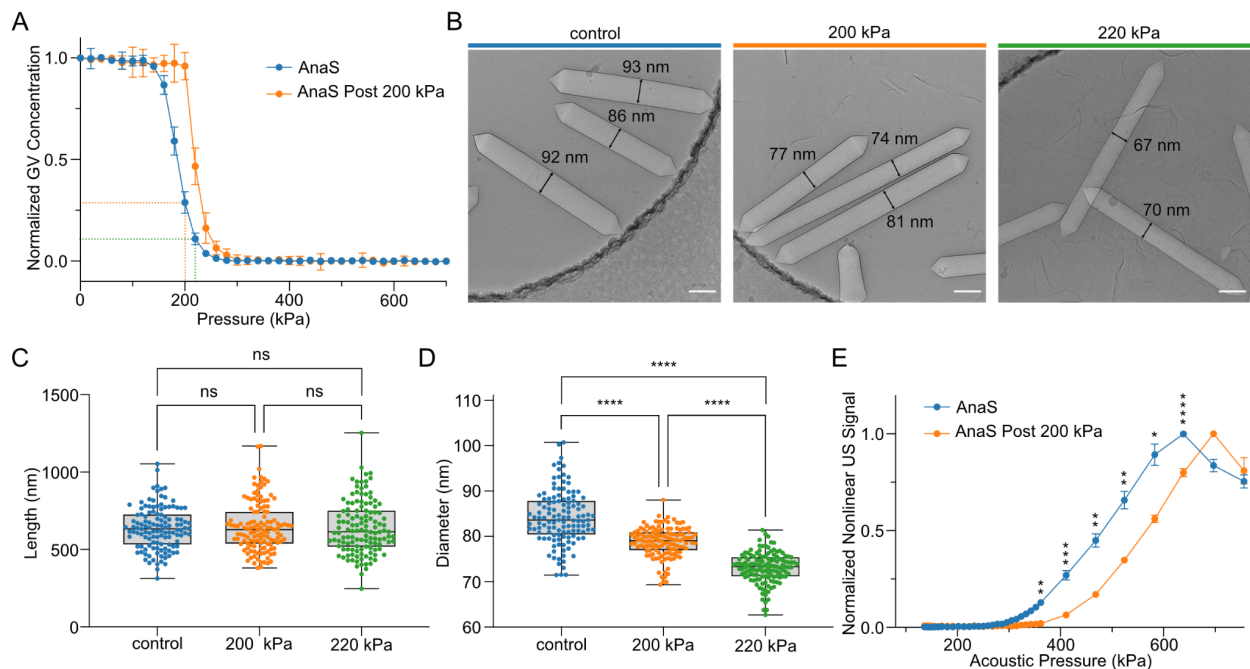 A
Normalized GV Concentration
1.0
0.5
0.0
0
200
400
600
Pressure (kPa)
AnaS
AnaS Post 200 kPa
B
control
200 kPa
220 kPa
93 nm
86 nm
92 nm
77 nm
74 nm
81 nm
67 nm
70 nm
C
Length (nm)
1500
1000
500
0
ns
ns
ns
control
200 kPa
220 kPa
D
Diameter (nm)
110
100
90
80
70
60
****
****
****
control
200 kPa
220 kPa
E
Normalized Nonlinear US Signal
1.0
0.5
0.0
AnaS
AnaS Post 200 kPa
**
***
**
**
*
****
200
400
600
Acoustic Pressure (kPa)